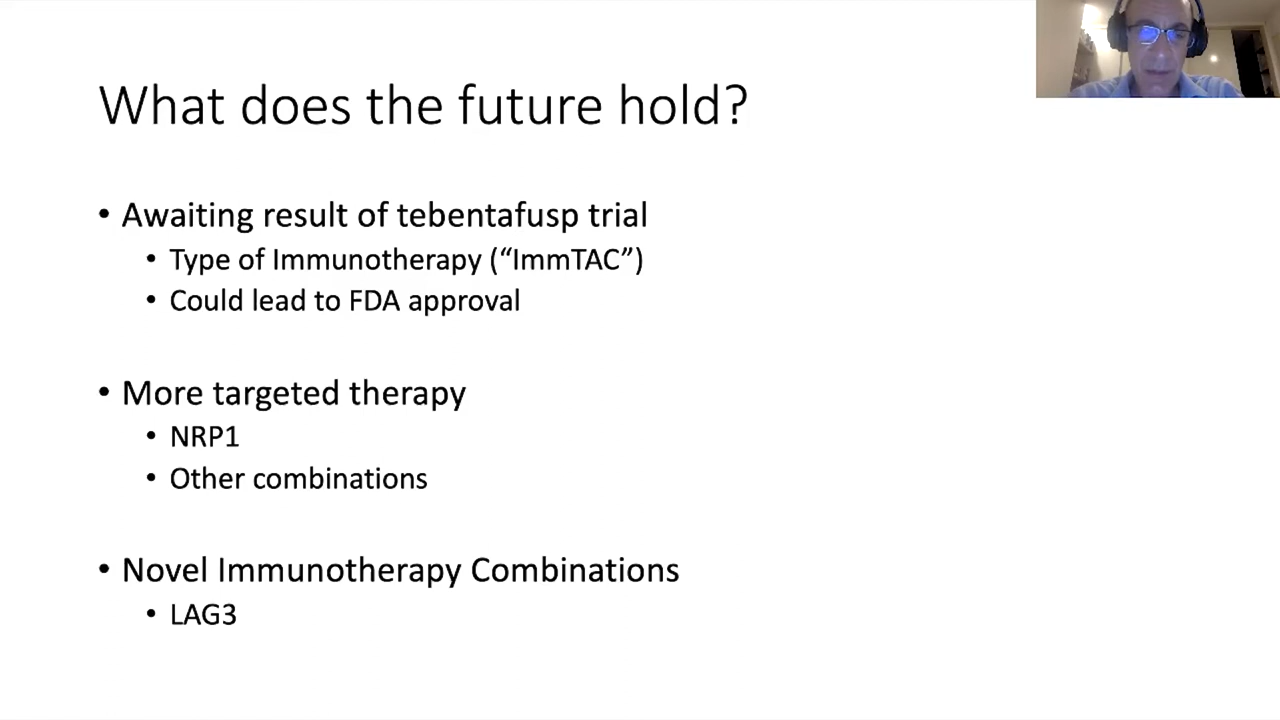 What does the future hold?
• Awaiting result of tebentafusp trial
• Type of Immunotherapy (“ImmTAC”)
• Could lead to FDA approval
• More targeted therapy
• NRP1
• Other combinations
• Novel Immunotherapy Combinations
• LAG3